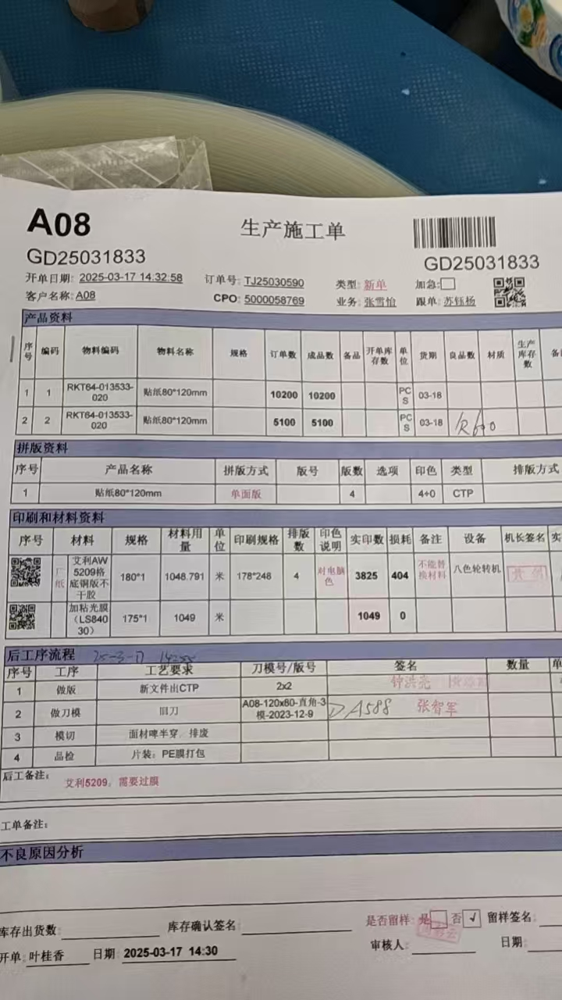 A08
生产施工单
GD25031833
GD25031833
开单日期: 2025-03-17 14:32:58 订单号: TJ25030590 类型: 新单 加急:
客户名称: A08 CPO: 5000058769 业务: 张雪怡 跟单: 苏钰杨
产品资料
序号 编码 物料编码 物料名称 规格 订单数 成品数 备品 开单库存数 单位 货期 良品数 材质 生产库存数
1 1 RKT64-013533-020 贴纸80*120mm 10200 10200 PCS 03-18
2 2 RKT64-013533-020 贴纸80*120mm 5100 5100 PCS 03-18
拼版资料
序号 产品名称 拼版方式 版号 版数 选项 印色 类型 排版方式
1 贴纸80*120mm 单面版 4 4+0 CTP
印刷和材料资料
序号 材料 规格 材料用量 单位 印刷规格 排版数 印色说明 实印数 损耗 备注 设备 机长签名
厂纸 艾利AW5209格底铜版不干胶 180*1 1048.791 米 178*248 4 对电脑色 3825 404 不能替换材料 八色轮转机
加粘光膜(LS84030) 175*1 1049 米 1049 0
后工序流程 25-3-17
序号 工序 工艺要求 刀模号/版号 签名 数量
1 做版 新文件出CTP 2x2 钟洪亮
2 做刀模 旧刀 A08-120x80-直角-3模-2023-12-9 DA588 张智军
3 模切 面材啤半穿,排废
4 品检 片装;PE膜打包
后工备注: 艾利5209;需要过膜
工单备注:
不良原因分析
库存出货数: 库存确认签名: 是否留样: 是 否 √ 留样签名:
开单: 叶桂香 日期: 2025-03-17 14:30 审核人: 日期: